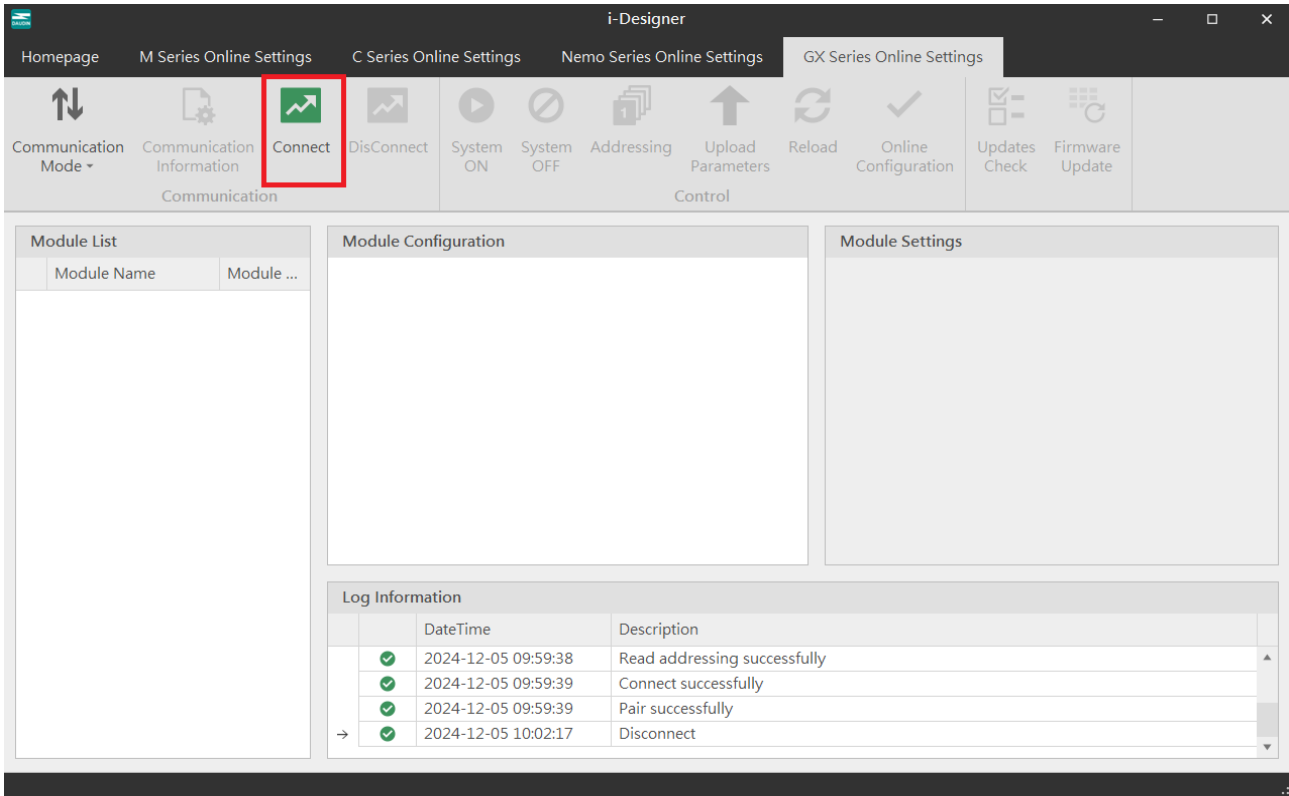 DAUDIN
i-Designer
Homepage
M Series Online Settings
C Series Online Settings
Nemo Series Online Settings
GX Series Online Settings
Communication
Mode
Communication
Information
Connect
DisConnect
Communication
System
ON
System
OFF
1
Addressing
Upload
Parameters
Reload
Online
Configuration
Control
Updates
Check
Firmware
Update
Module List
Module Name
Module ...
Module Configuration
Module Settings
Log Information
DateTime Description
2024-12-05 09:59:38 Read addressing successfully
2024-12-05 09:59:39 Connect successfully
2024-12-05 09:59:39 Pair successfully
2024-12-05 10:02:17 Disconnect